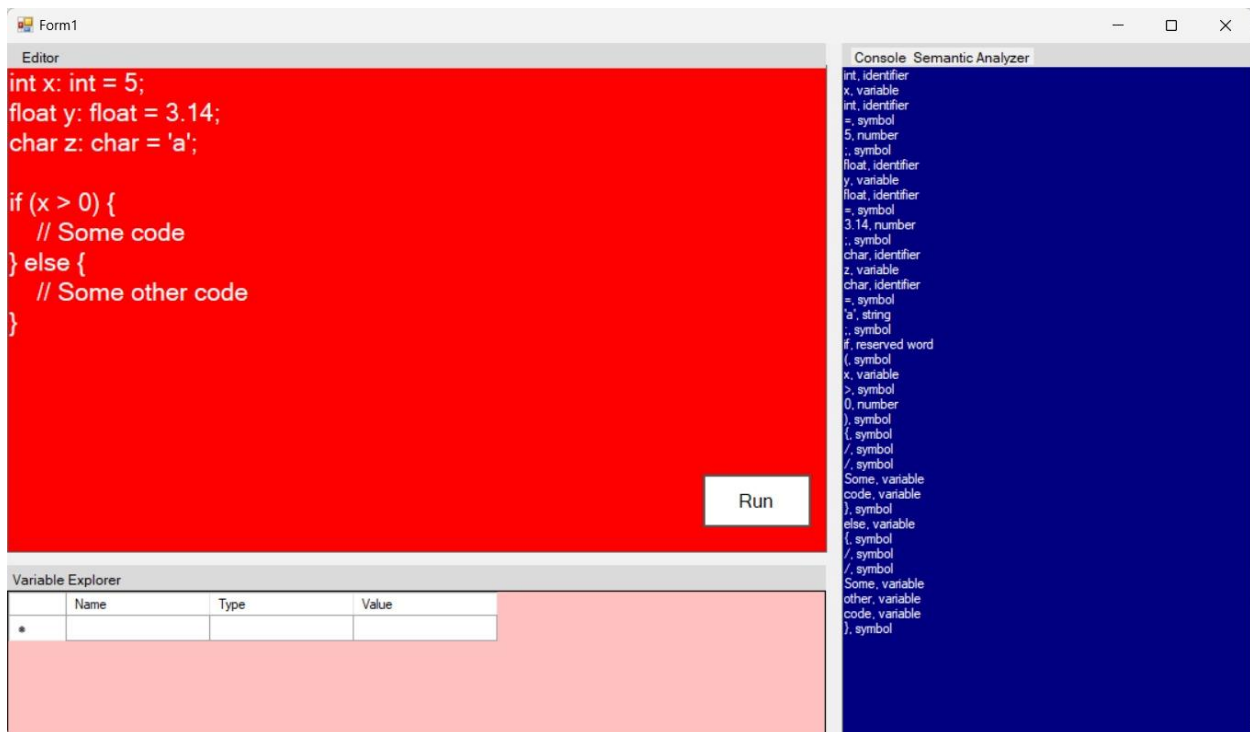 Form1
Editor
int x: int = 5;
float y: float = 3.14;
char z: char = 'a';
if (x > 0) {
// Some code
} else {
// Some other code
}
Run
Variable Explorer
Name Type Value
*
Console Semantic Analyzer
int, identifier
x, variable
int, identifier
=, symbol
5, number
;, symbol
float, identifier
y, variable
float, identifier
=, symbol
3.14, number
;, symbol
char, identifier
z, variable
char, identifier
=, symbol
'a', string
;, symbol
if, reserved word
(, symbol
x, variable
>, symbol
0, number
), symbol
{, symbol
/, symbol
/, symbol
Some, variable
code, variable
}, symbol
else, variable
{, symbol
/, symbol
/, symbol
Some, variable
other, variable
code, variable
}, symbol